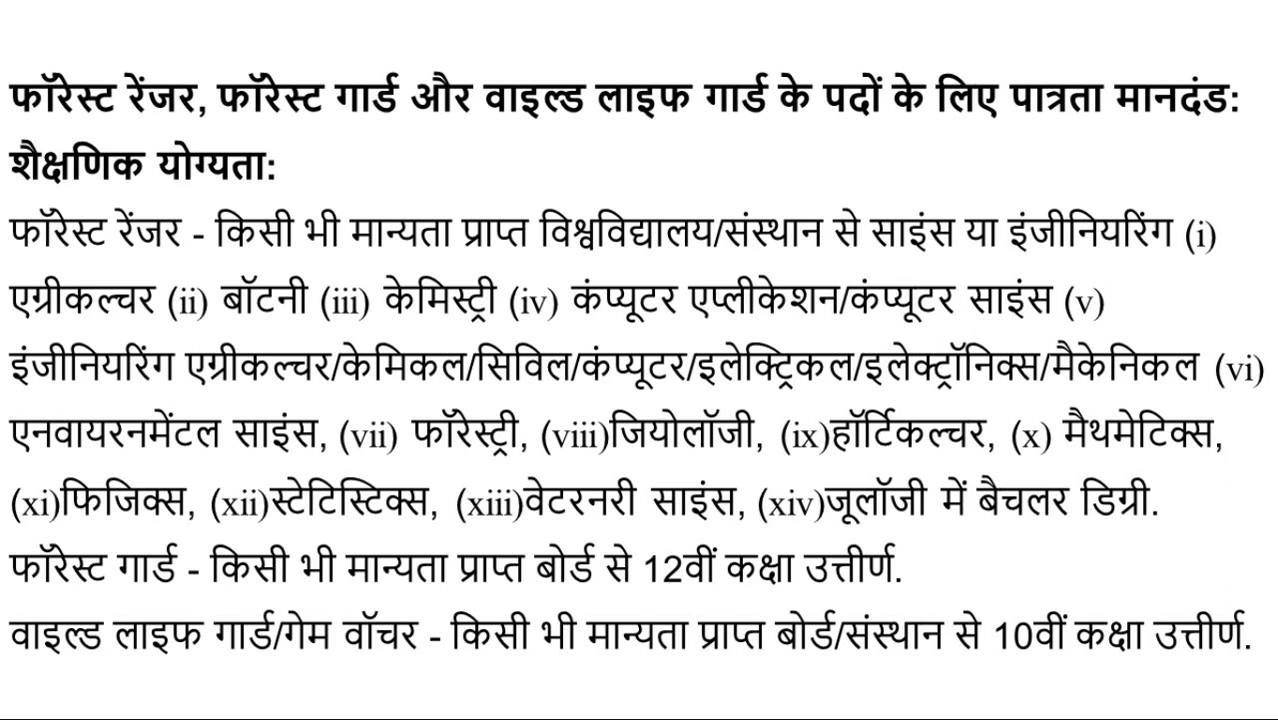 फॉरेस्ट रेंजर, फॉरेस्ट गार्ड और वाइल्ड लाइफ गार्ड के पदों के लिए पात्रता मानदंड:
शैक्षणिक योग्यता:
फॉरेस्ट रेंजर - किसी भी मान्यता प्राप्त विश्वविद्यालय/संस्थान से साइंस या इंजीनियरिंग (i)
एग्रीकल्चर (ii) बॉटनी (iii) केमिस्ट्री (iv) कंप्यूटर एप्लीकेशन/कंप्यूटर साइंस (v)
इंजीनियरिंग एग्रीकल्चर/केमिकल/सिविल/कंप्यूटर/इलेक्ट्रिकल/इलेक्ट्रॉनिक्स/मैकेनिकल (vi)
एनवायरनमेंटल साइंस, (vii) फॉरेस्ट्री, (viii)जियोलॉजी, (ix)हॉर्टिकल्चर, (x) मैथमेटिक्स,
(xi)फिजिक्स, (xii)स्टेटिस्टिक्स, (xiii)वेटरनरी साइंस, (xiv)जूलॉजी में बैचलर डिग्री.
फॉरेस्ट गार्ड - किसी भी मान्यता प्राप्त बोर्ड से 12वीं कक्षा उत्तीर्ण.
वाइल्ड लाइफ गार्ड/गेम वॉचर - किसी भी मान्यता प्राप्त बोर्ड/संस्थान से 10वीं कक्षा उत्तीर्ण.